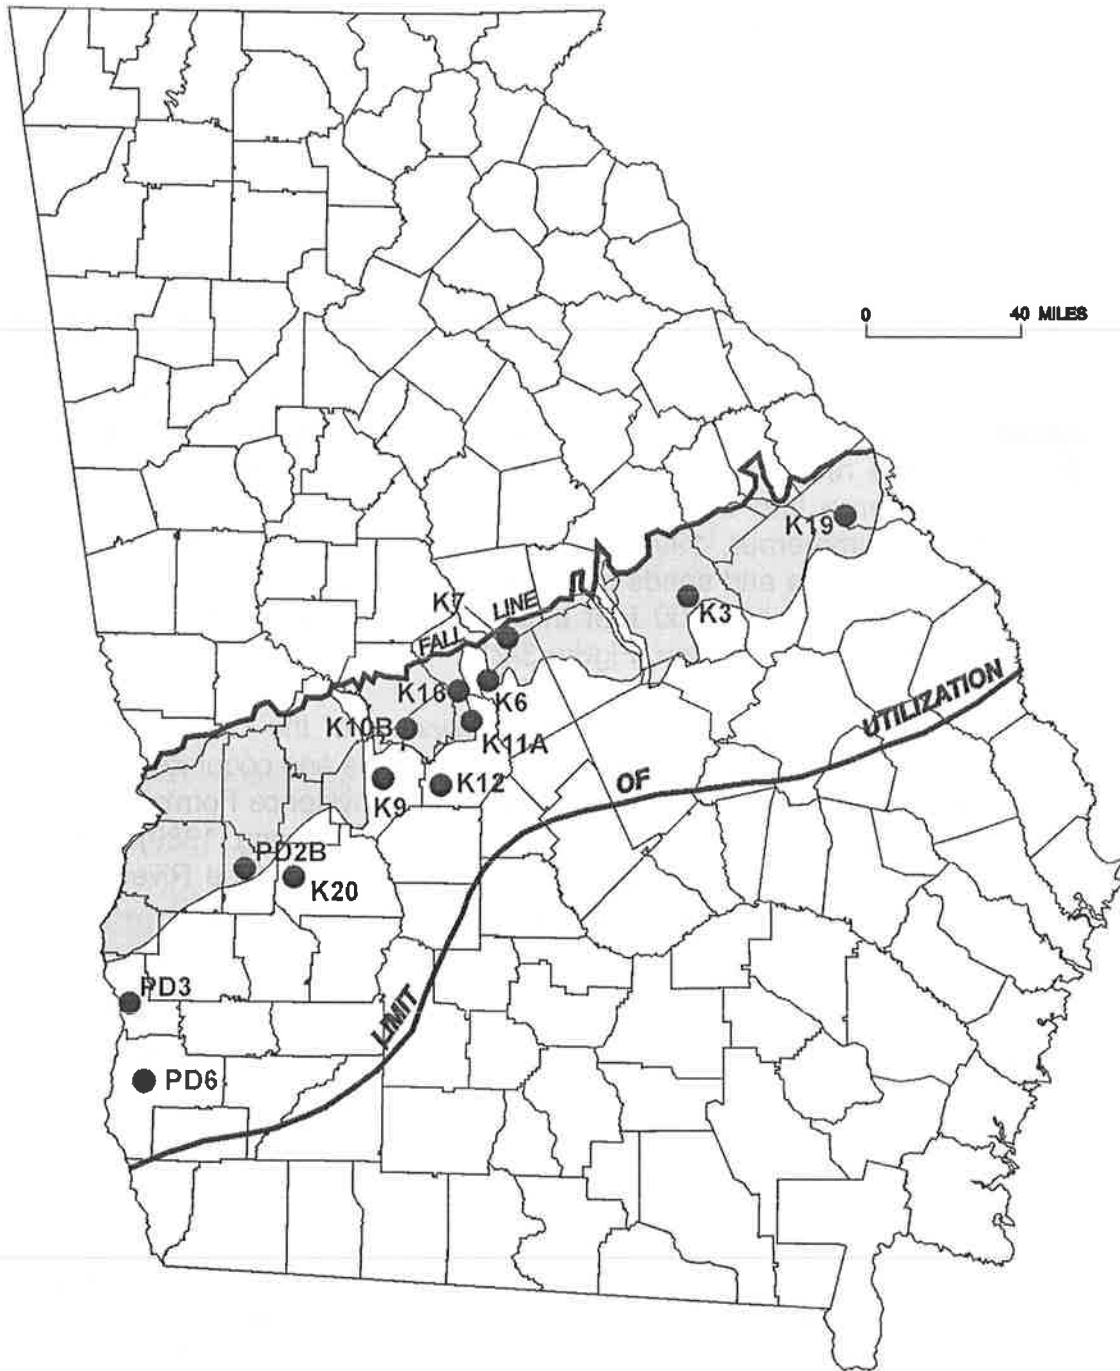 0 40 MILES
K19
K7
LINE
K3
FALL
K16
K6
K10B
K11A
UTILIZATION
K9
K12
OF
PD2B
K20
PD3
LIMIT
PD6